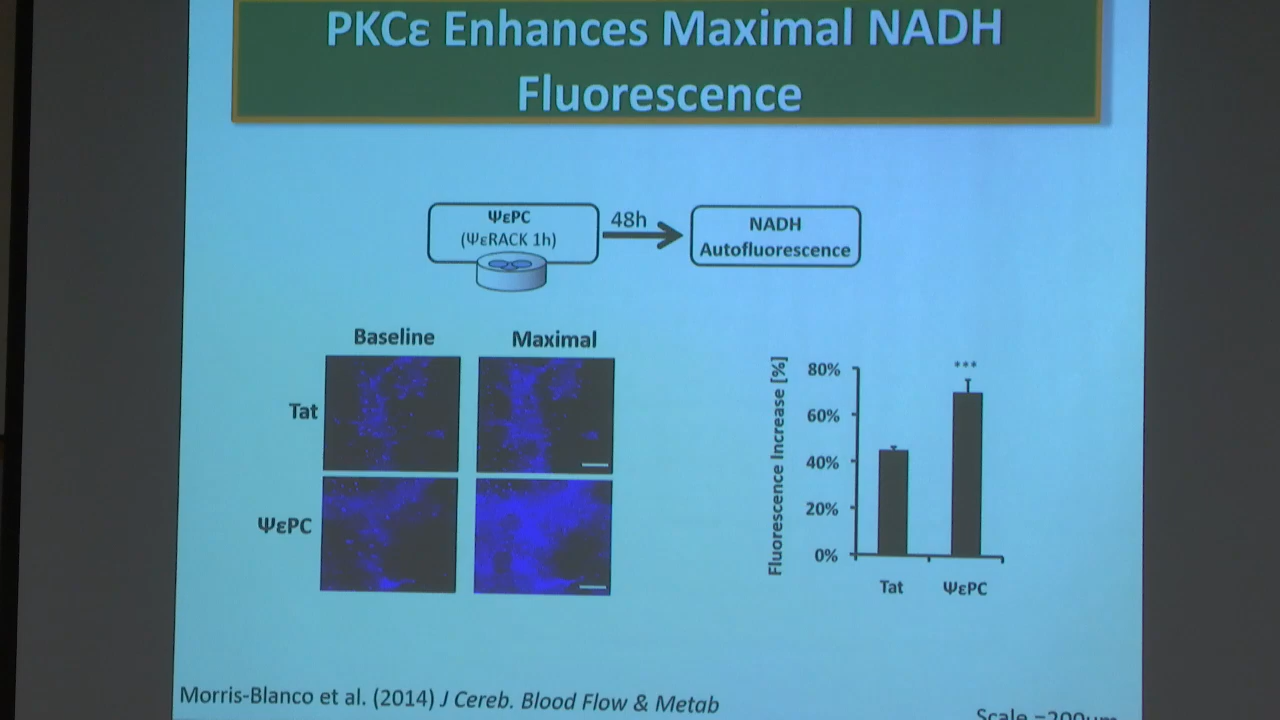 PKCε Enhances Maximal NADH
Fluorescence
ΨεPC
(ΨεRACK 1h)
48h
NADH
Autofluorescence
Baseline
Maximal
Tat
ΨεPC
Fluorescence Increase [%]
80%
60%
40%
20%
0%
***
Tat
ΨεPC
Morris-Blanco et al. (2014) J Cereb. Blood Flow & Metab
Scale =200μm